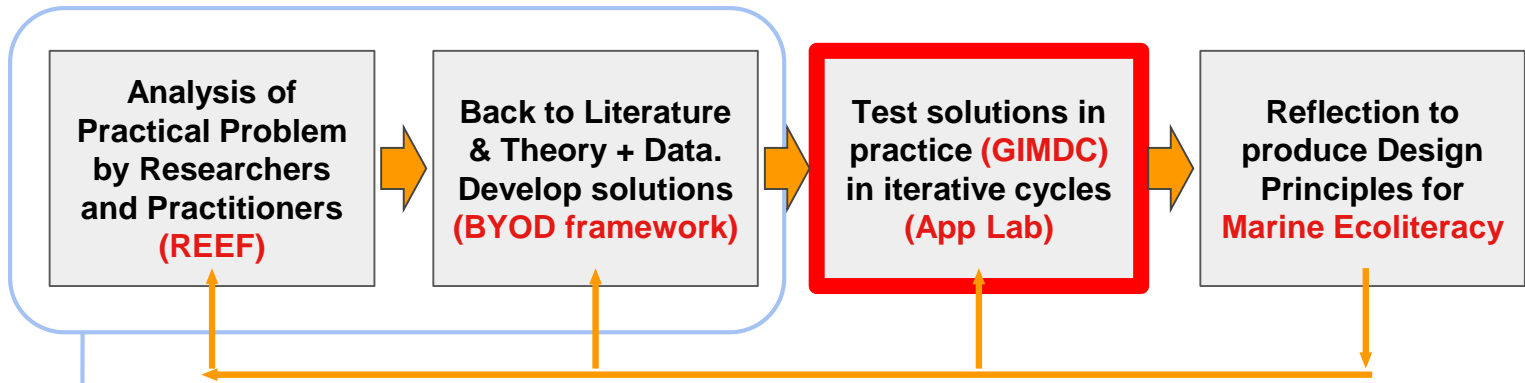 Analysis of
Practical Problem
by Researchers
and Practitioners
(REEF)
Back to Literature
& Theory + Data.
Develop solutions
(BYOD framework)
Test solutions in
practice (GIMDC)
in iterative cycles
(App Lab)
Reflection to
produce Design
Principles for
Marine Ecoliteracy